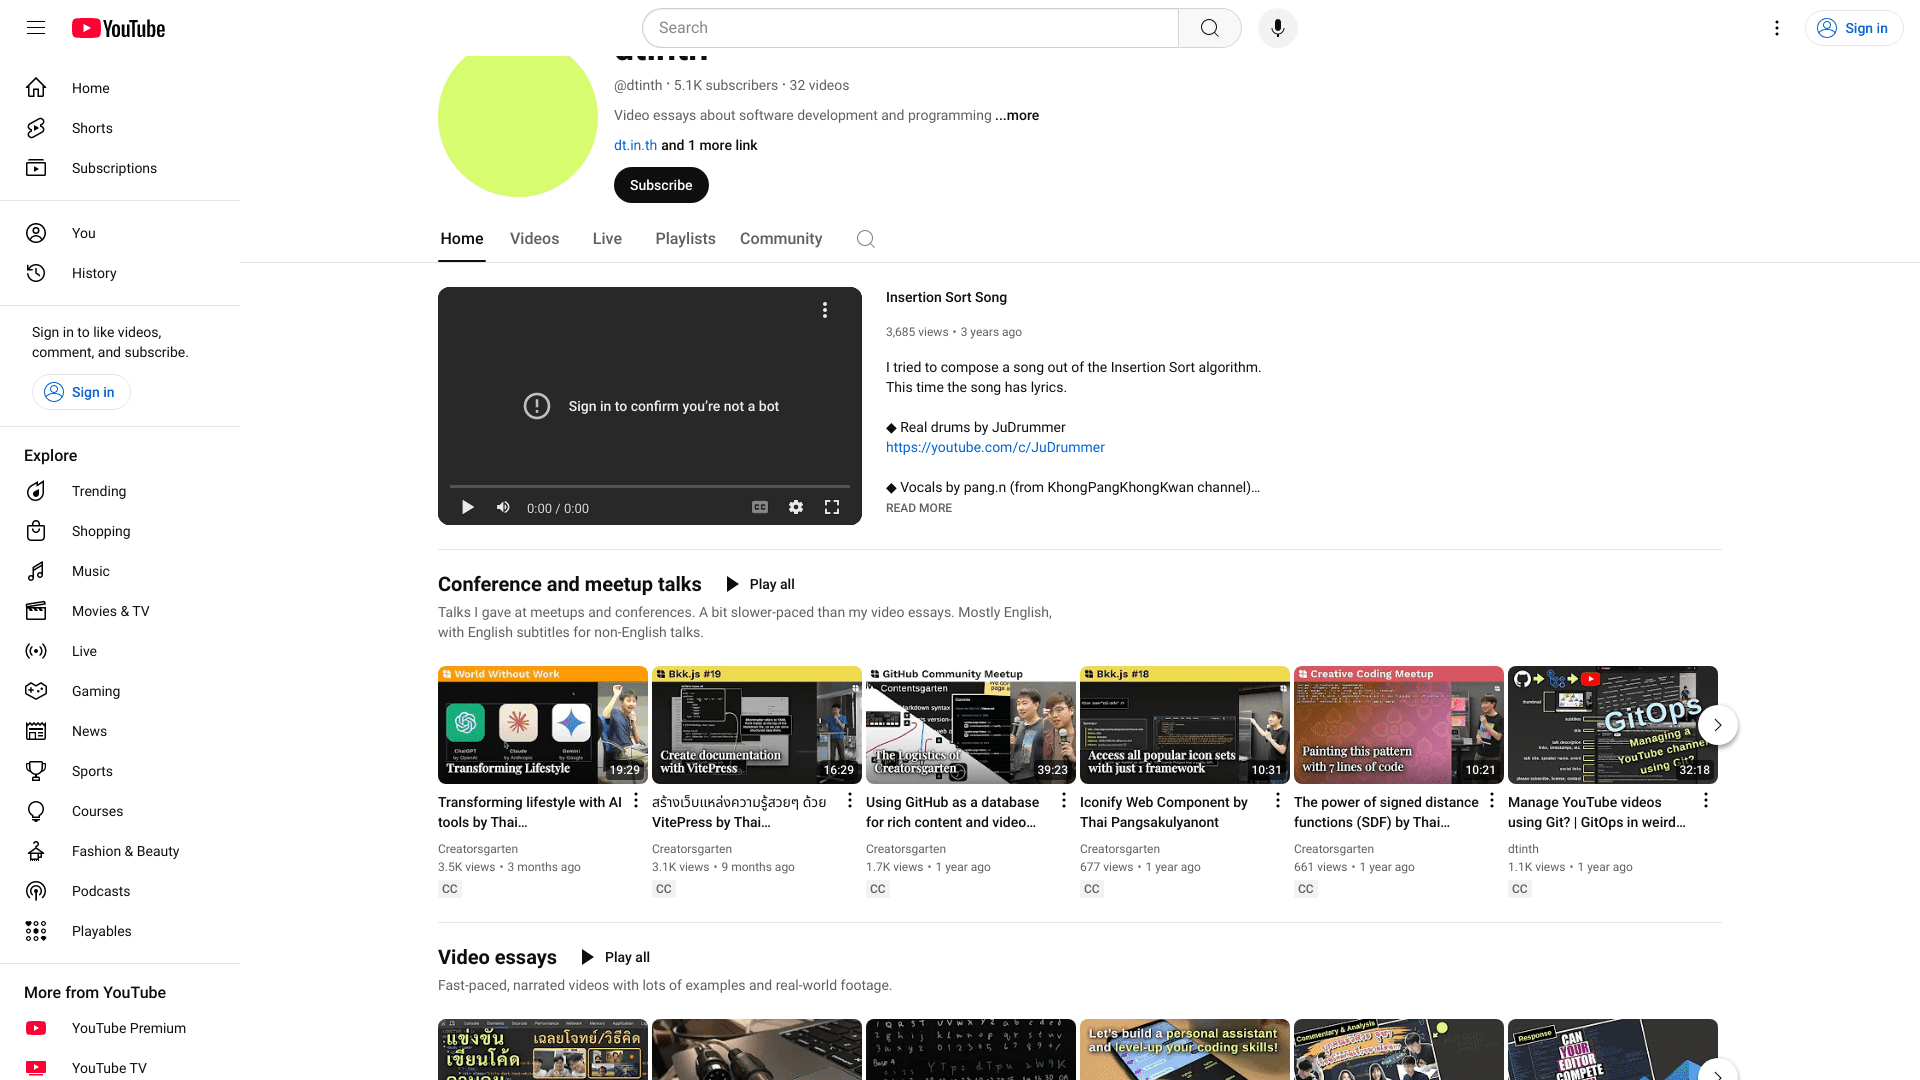 YouTube
Search
Sign in
Home
Shorts
Subscriptions
You
History
Sign in to like videos,
comment, and subscribe.
Sign in
Explore
Trending
Shopping
Music
Movies & TV
Live
Gaming
News
Sports
Courses
Fashion & Beauty
Podcasts
Playables
More from YouTube
YouTube Premium
YouTube TV
dtinth
@dtinth · 5.1K subscribers · 32 videos
Video essays about software development and programming ...more
dt.in.th and 1 more link
Subscribe
Home Videos Live Playlists Community
Sign in to confirm you're not a bot
0:00 / 0:00
CC
Insertion Sort Song
3,685 views • 3 years ago
I tried to compose a song out of the Insertion Sort algorithm.
This time the song has lyrics.
◆ Real drums by JuDrummer
https://youtube.com/c/JuDrummer
◆ Vocals by pang.n (from KhongPangKhongKwan channel)…
READ MORE
Conference and meetup talks Play all
Talks I gave at meetups and conferences. A bit slower-paced than my video essays. Mostly English,
with English subtitles for non-English talks.
World Without Work
ChatGPT Claude Gemini
by OpenAI by Anthropic by Google
Transforming Lifestyle
19:29
Transforming lifestyle with AI
tools by Thai…
Creatorsgarten
3.5K views • 3 months ago
CC
Bkk.js #19
Create documentation
with VitePress
16:29
สร้างเว็บแหล่งความรู้สวยๆ ด้วย
VitePress by Thai…
Creatorsgarten
3.1K views • 9 months ago
CC
GitHub Community Meetup
Contentsgarten
The Logistics of
Creatorsgarten
39:23
Using GitHub as a database
for rich content and video…
Creatorsgarten
1.7K views • 1 year ago
CC
Bkk.js #18
Access all popular icon sets
with just 1 framework
10:31
Iconify Web Component by
Thai Pangsakulyanont
Creatorsgarten
677 views • 1 year ago
CC
Creative Coding Meetup
Painting this pattern
with 7 lines of code
10:21
The power of signed distance
functions (SDF) by Thai…
Creatorsgarten
661 views • 1 year ago
CC
thumbnail
subtitles
title
GitOps
Managing a
YouTube channel
using Git?
32:18
Manage YouTube videos
using Git? | GitOps in weird…
dtinth
1.1K views • 1 year ago
CC
Video essays Play all
Fast-paced, narrated videos with lots of examples and real-world footage.
แข่งขัน
เขียนโค้ด
เฉลยโจทย์/วิธีคิด
Let's build a personal assistant
and level-up your coding skills!
Commentary & Analysis
Response
CAN
YOUR
EDITOR
COMPETE